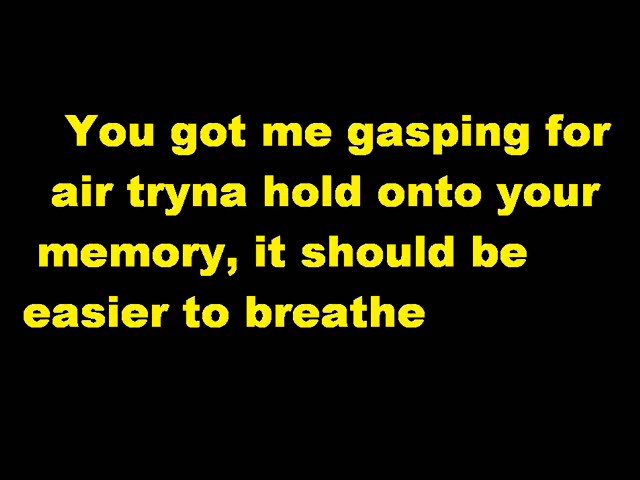 You got me gasping for
air tryna hold onto your
memory, it should be
easier to breathe